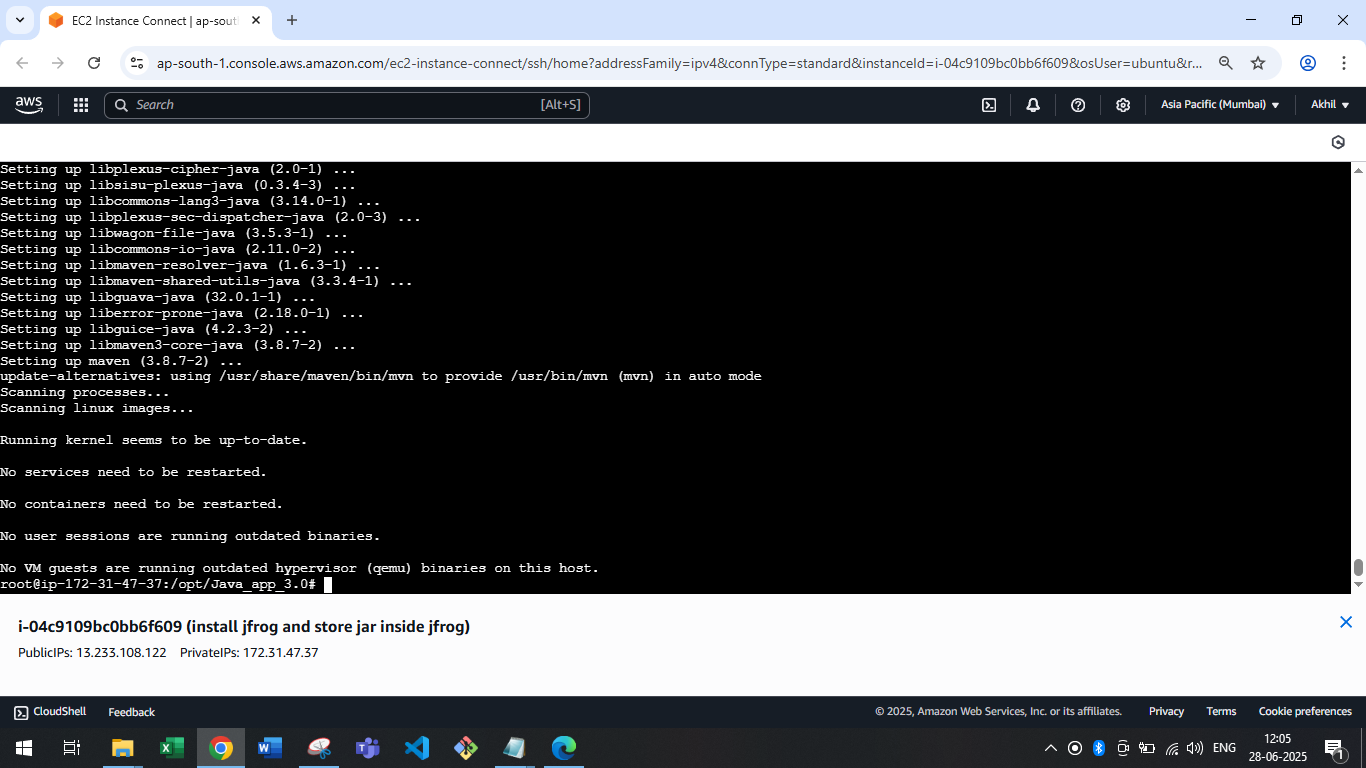 EC2 Instance Connect | ap-sout
ap-south-1.console.aws.amazon.com/ec2-instance-connect/ssh/home?addressFamily=ipv4&connType=standard&instanceId=i-04c9109bc0bb6f609&osUser=ubuntu&r...
aws Search [Alt+S] Asia Pacific (Mumbai) Akhil
Setting up libplexus-cipher-java (2.0-1) ...
Setting up libsisu-plexus-java (0.3.4-3) ...
Setting up libcommons-lang3-java (3.14.0-1) ...
Setting up libplexus-sec-dispatcher-java (2.0-3) ...
Setting up libwagon-file-java (3.5.3-1) ...
Setting up libcommons-io-java (2.11.0-2) ...
Setting up libmaven-resolver-java (1.6.3-1) ...
Setting up libmaven-shared-utils-java (3.3.4-1) ...
Setting up libguava-java (32.0.1-1) ...
Setting up liberror-prone-java (2.18.0-1) ...
Setting up libguice-java (4.2.3-2) ...
Setting up libmaven3-core-java (3.8.7-2) ...
Setting up maven (3.8.7-2) ...
update-alternatives: using /usr/share/maven/bin/mvn to provide /usr/bin/mvn (mvn) in auto mode
Scanning processes...
Scanning linux images...
Running kernel seems to be up-to-date.
No services need to be restarted.
No containers need to be restarted.
No user sessions are running outdated binaries.
No VM guests are running outdated hypervisor (qemu) binaries on this host.
root@ip-172-31-47-37:/opt/Java_app_3.0#
i-04c9109bc0bb6f609 (install jfrog and store jar inside jfrog)
PublicIPs: 13.233.108.122 PrivateIPs: 172.31.47.37
CloudShell Feedback © 2025, Amazon Web Services, Inc. or its affiliates. Privacy Terms Cookie preferences
ENG 12:05
28-06-2025 1